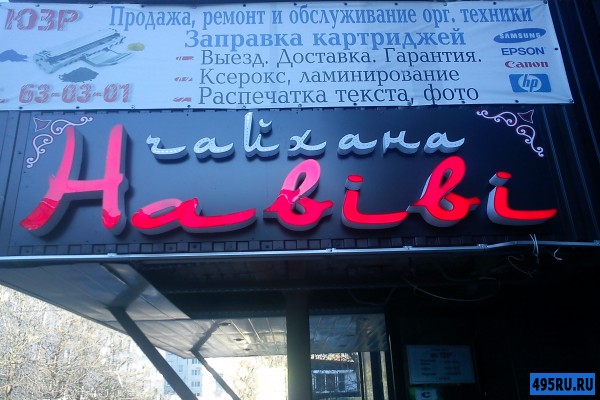 ЮЗР
Продажа, ремонт и обслуживание орг. техники
Заправка картриджей
Выезд. Доставка. Гарантия.
Ксерокс, ламинирование
Распечатка текста, фото
63-03-01
SAMSUNG
EPSON
Canon
hp
чайхана
Habibi
495RU.RU